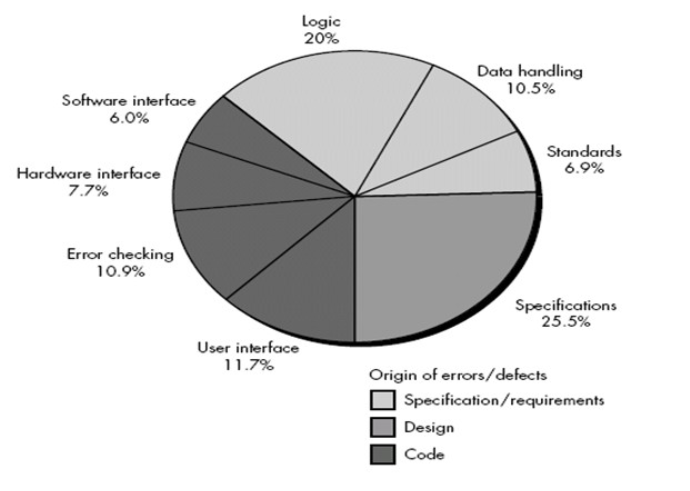 Logic
20%
Data handling
10.5%
Software interface
6.0%
Standards
6.9%
Hardware interface
7.7%
Error checking
10.9%
Specifications
25.5%
User interface
11.7%
Origin of errors/defects
Specification/requirements
Design
Code